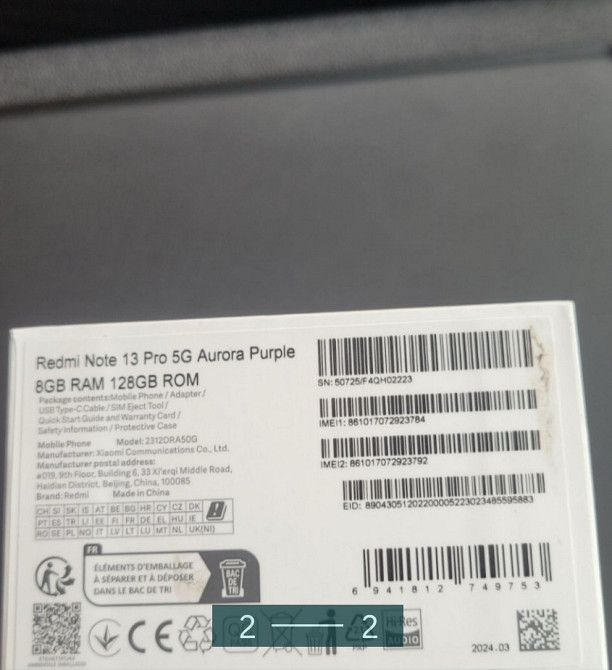 Redmi Note 13 Pro 5G Aurora Purple
8GB RAM 128GB ROM
Package contents:Mobile Phone / Adapter /
USB Type-C Cable / SIM Eject Tool /
Quick Start Guide and Warranty Card /
Safety Information / Protective Case
Mobile Phone Model: 2312DRA50G
Manufacturer: Xiaomi Communications Co., Ltd.
Manufacturer postal address:
#019, 9th Floor, Building 6, 33 Xi'erqi Middle Road,
Haidian District, Beijing, China, 100085
Brand: Redmi Made in China
CH SI SK IS AT BE BG HR CY CZ DK
PT ES TR LI EE FI FR DE EL HU IE
RO SE PL NO IT LV LT LU MT NL UK(NI)
FR
ÉLÉMENTS D'EMBALLAGE
À SÉPARER ET À DÉPOSER
DANS LE BAC DE TRI
BAC
DE
TRI
SN: 50725/F4QH02223
IMEI1: 861017072923784
IMEI2: 861017072923792
EID: 89043051202200005223023485595883
6 941812 749753
CE
Hi-Res
AUDIO
2024.03
2 2